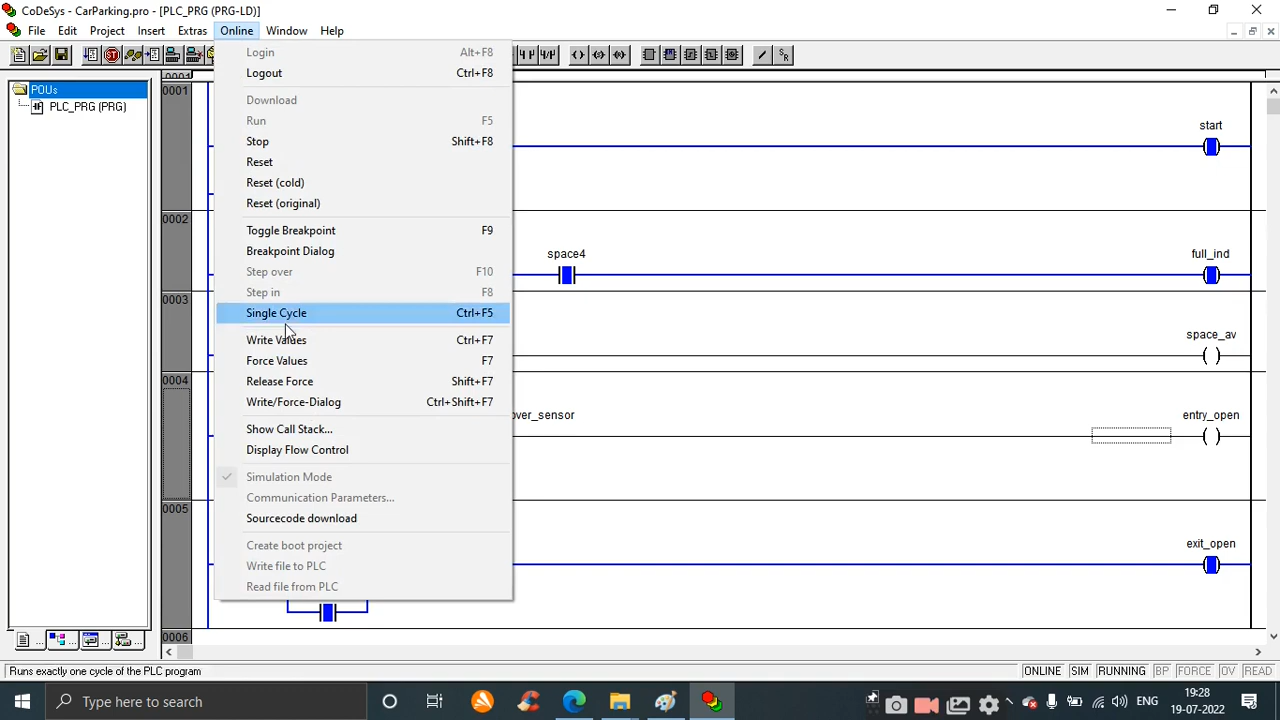 CoDeSys - CarParking.pro - [PLC_PRG (PRG-LD)]
File Edit Project Insert Extras Online Window Help
Login Alt+F8
Logout Ctrl+F8
Download
Run F5
Stop Shift+F8
Reset
Reset (cold)
Reset (original)
Toggle Breakpoint F9
Breakpoint Dialog
Step over F10
Step in F8
Single Cycle Ctrl+F5
Write Values Ctrl+F7
Force Values F7
Release Force Shift+F7
Write/Force-Dialog Ctrl+Shift+F7
Show Call Stack...
Display Flow Control
Simulation Mode
Communication Parameters...
Sourcecode download
Create boot project
Write file to PLC
Read file from PLC
POUs
PLC_PRG (PRG)
0001
0001
start
0002
space4
full_ind
0003
space_av
0004
over_sensor
entry_open
0005
exit_open
0006
Runs exactly one cycle of the PLC program
ONLINE SIM RUNNING BP FORCE OV READ
Type here to search
ENG
19:28
19-07-2022